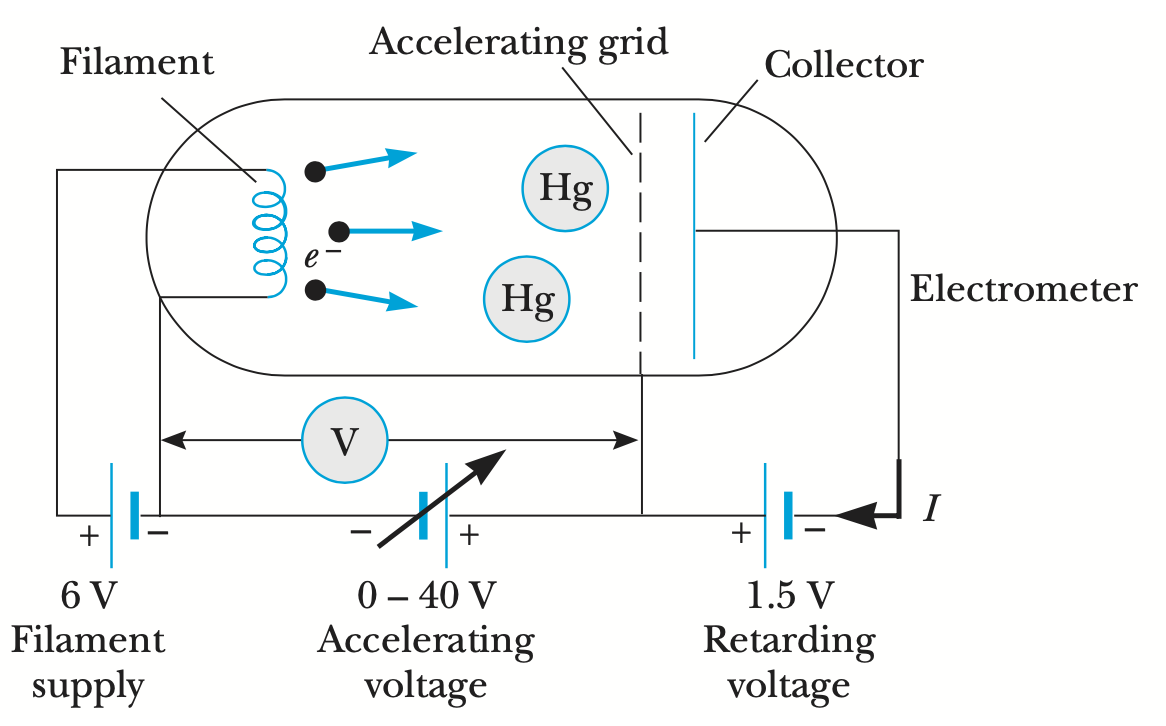 Accelerating grid
Filament
Collector
Hg
e⁻
Hg
Electrometer
V
+
−
−
+
+
−
I
6 V
0 – 40 V
1.5 V
Filament
supply
Accelerating
voltage
Retarding
voltage